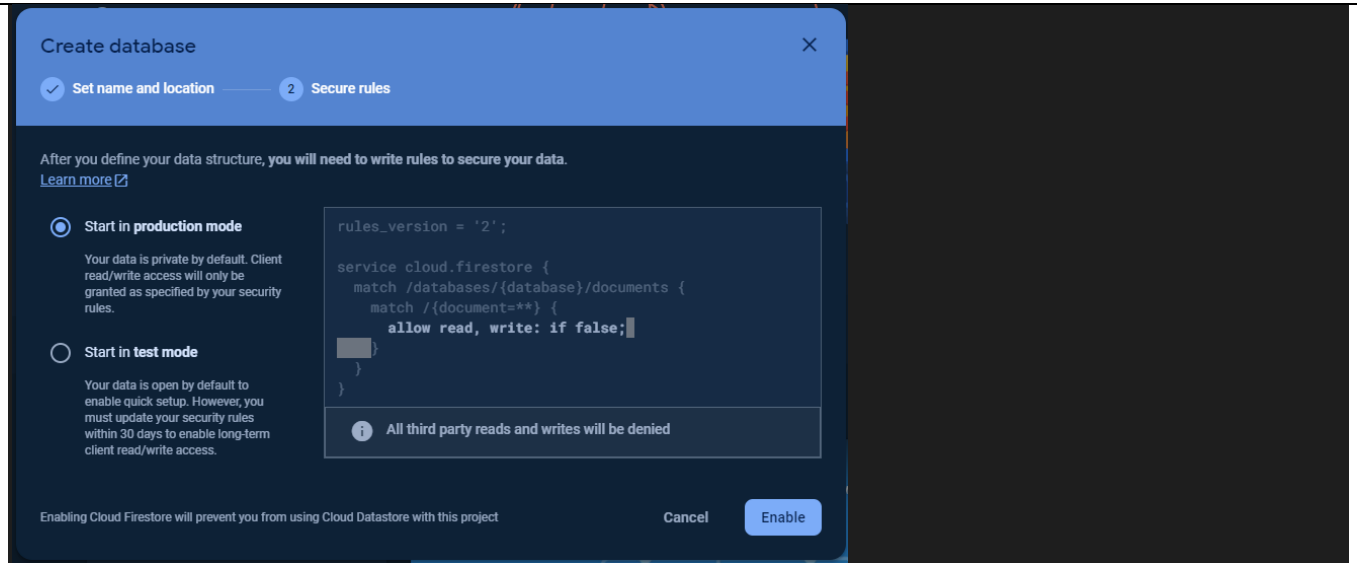 Create database
Set name and location
2 Secure rules
After you define your data structure, you will need to write rules to secure your data.
Learn more
Start in production mode
Your data is private by default. Client
read/write access will only be
granted as specified by your security
rules.
Start in test mode
Your data is open by default to
enable quick setup. However, you
must update your security rules
within 30 days to enable long-term
client read/write access.
rules_version = '2';
service cloud.firestore {
match /databases/{database}/documents {
match /{document=**} {
allow read, write: if false;
}
}
}
All third party reads and writes will be denied
Enabling Cloud Firestore will prevent you from using Cloud Datastore with this project
Cancel
Enable